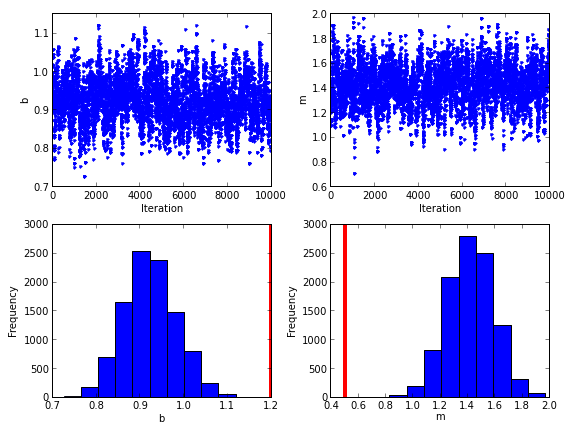 1.1
1.0
0.9
0.8
0.7
b
0 2000 4000 6000 8000 10000
Iteration
2.0
1.8
1.6
1.4
1.2
1.0
0.8
0.6
m
0 2000 4000 6000 8000 10000
Iteration
3000
2500
2000
1500
1000
500
0
Frequency
0.7 0.8 0.9 1.0 1.1 1.2
b
3000
2500
2000
1500
1000
500
0
Frequency
0.4 0.6 0.8 1.0 1.2 1.4 1.6 1.8 2.0
m